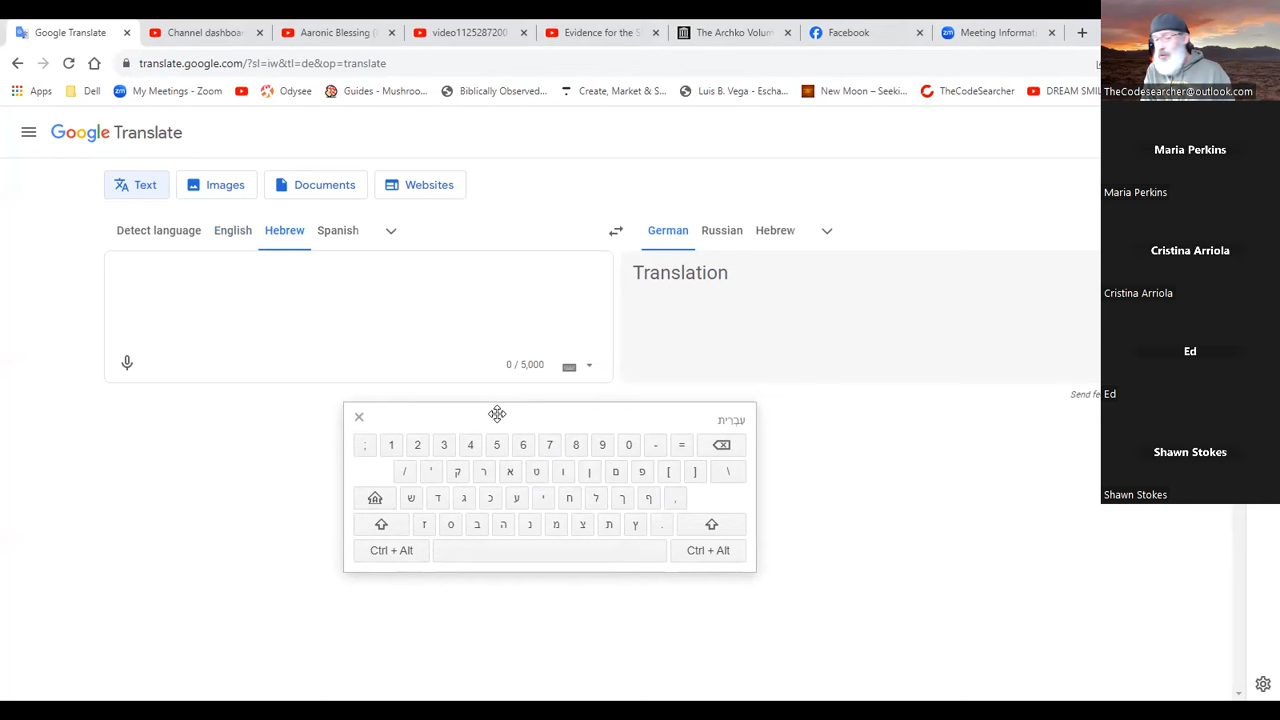 Google Translate
Channel dashboa
Aaronic Blessing (
video1125287200
Evidence for the S
The Archko Volum
Facebook
Meeting Informat
translate.google.com/?sl=iw&tl=de&op=translate
Apps
Dell
My Meetings - Zoom
Odysee
Guides - Mushroo...
Biblically Observed...
Create, Market & S...
Luis B. Vega - Escha...
New Moon – Seeki...
TheCodeSearcher
DREAM SMIL
TheCodesearcher@outlook.com
Google Translate
Maria Perkins
Maria Perkins
Text
Images
Documents
Websites
Detect language
English
Hebrew
Spanish
German
Russian
Hebrew
Cristina Arriola
Cristina Arriola
Translation
0 / 5,000
Ed
Ed
Send fe
עִבְרִית
; 1 2 3 4 5 6 7 8 9 0 - =
/ ' ק ר א ט ו ן ם פ [ ] \
ש ד ג כ ע י ח ל ך ף ,
ז ס ב ה נ מ צ ת ץ .
Ctrl + Alt
Ctrl + Alt
Shawn Stokes
Shawn Stokes